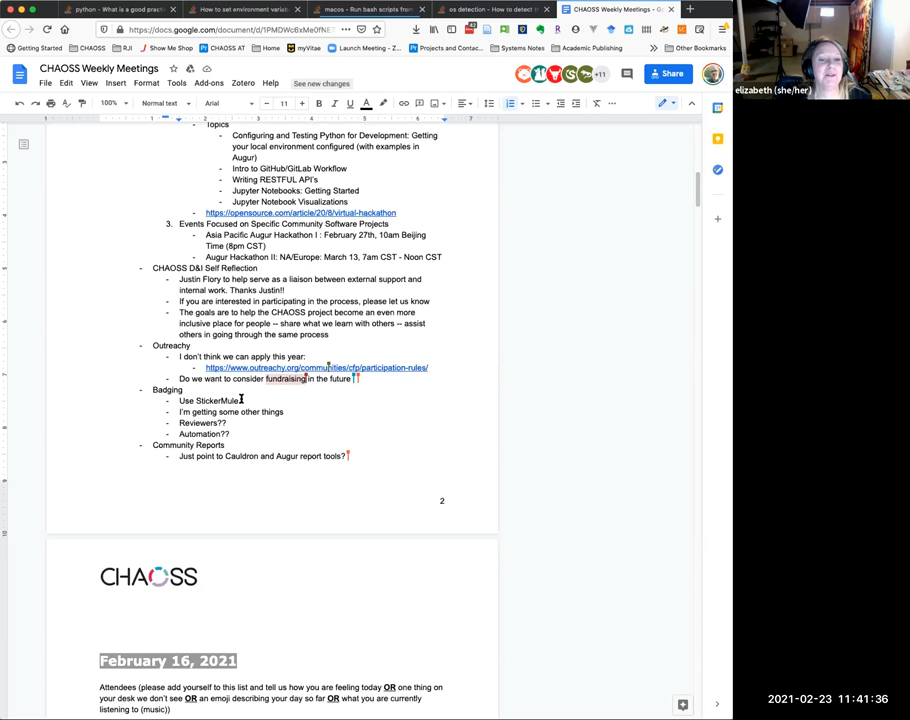 python - What is a good pract
How to set environment variab
macos - Run bash scripts from
os detection - How to detect t
CHAOSS Weekly Meetings - Go
https://docs.google.com/document/d/1PMDWc6xMe0fNE
Getting Started
CHAOSS
RJI
Show Me Shop
CHAOSS AT
Home
myVitae
Launch Meeting - Z...
Projects and Contac...
Systems Notes
Academic Publishing
Other Bookmarks
CHAOSS Weekly Meetings
File Edit View Insert Format Tools Add-ons Zotero Help See new changes
+11
Share
100% Normal text Arial 11 B I U A
elizabeth (she/her)
- Topics
- Configuring and Testing Python for Development: Getting
your local environment configured (with examples in
Augur)
- Intro to GitHub/GitLab Workflow
- Writing RESTFUL API's
- Jupyter Notebooks: Getting Started
- Jupyter Notebook Visualizations
- https://opensource.com/article/20/8/virtual-hackathon
3. Events Focused on Specific Community Software Projects
- Asia Pacific Augur Hackathon I : February 27th, 10am Beijing
Time (8pm CST)
- Augur Hackathon II: NA/Europe: March 13, 7am CST - Noon CST
- CHAOSS D&I Self Reflection
- Justin Flory to help serve as a liaison between external support and
internal work. Thanks Justin!!
- If you are interested in participating in the process, please let us know
- The goals are to help the CHAOSS project become an even more
inclusive place for people -- share what we learn with others -- assist
others in going through the same process
- Outreachy
- I don't think we can apply this year:
- https://www.outreachy.org/communities/cfp/participation-rules/
- Do we want to consider fundraising in the future
- Badging
- Use StickerMule
- I'm getting some other things
- Reviewers??
- Automation??
- Community Reports
- Just point to Cauldron and Augur report tools?
2
CHAOSS
February 16, 2021
Attendees (please add yourself to this list and tell us how you are feeling today OR one thing on
your desk we don't see OR an emoji describing your day so far OR what you are currently
listening to (music))
2021-02-23 11:41:36